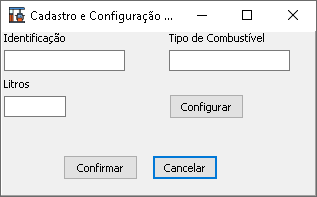 Cadastro e Configuração ...
Identificação
Tipo de Combustível
Litros
Configurar
Confirmar
Cancelar